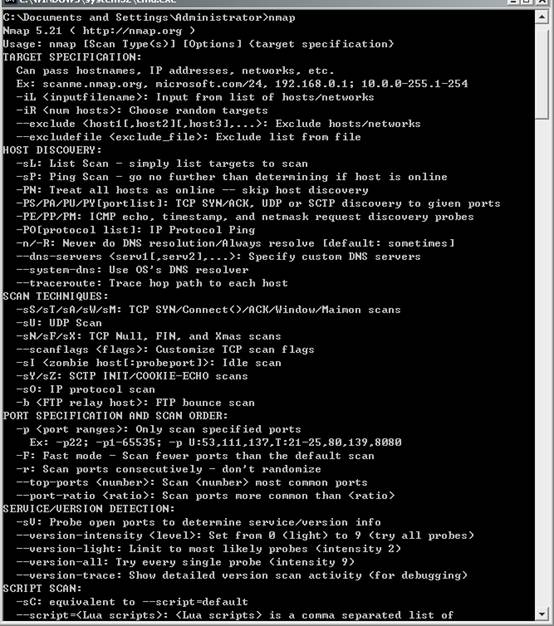 C:\WINDOWS\system32\cmd.exe
C:\Documents and Settings\Administrator>nmap
Nmap 5.21 ( http://nmap.org )
Usage: nmap [Scan Type(s)] [Options] {target specification}
TARGET SPECIFICATION:
  Can pass hostnames, IP addresses, networks, etc.
  Ex: scanme.nmap.org, microsoft.com/24, 192.168.0.1; 10.0.0-255.1-254
  -iL <inputfilename>: Input from list of hosts/networks
  -iR <num hosts>: Choose random targets
  --exclude <host1[,host2][,host3],...>: Exclude hosts/networks
  --excludefile <exclude_file>: Exclude list from file
HOST DISCOVERY:
  -sL: List Scan - simply list targets to scan
  -sP: Ping Scan - go no further than determining if host is online
  -PN: Treat all hosts as online -- skip host discovery
  -PS/PA/PU/PY[portlist]: TCP SYN/ACK, UDP or SCTP discovery to given ports
  -PE/PP/PM: ICMP echo, timestamp, and netmask request discovery probes
  -PO[protocol list]: IP Protocol Ping
  -n/-R: Never do DNS resolution/Always resolve [default: sometimes]
  --dns-servers <serv1[,serv2],...>: Specify custom DNS servers
  --system-dns: Use OS's DNS resolver
  --traceroute: Trace hop path to each host
SCAN TECHNIQUES:
  -sS/sT/sA/sW/sM: TCP SYN/Connect()/ACK/Window/Maimon scans
  -sU: UDP Scan
  -sN/sF/sX: TCP Null, FIN, and Xmas scans
  --scanflags <flags>: Customize TCP scan flags
  -sI <zombie host[:probeport]>: Idle scan
  -sY/sZ: SCTP INIT/COOKIE-ECHO scans
  -sO: IP protocol scan
  -b <FTP relay host>: FTP bounce scan
PORT SPECIFICATION AND SCAN ORDER:
  -p <port ranges>: Only scan specified ports
    Ex: -p22; -p1-65535; -p U:53,111,137,T:21-25,80,139,8080
  -F: Fast mode - Scan fewer ports than the default scan
  -r: Scan ports consecutively - don't randomize
  --top-ports <number>: Scan <number> most common ports
  --port-ratio <ratio>: Scan ports more common than <ratio>
SERVICE/VERSION DETECTION:
  -sV: Probe open ports to determine service/version info
  --version-intensity <level>: Set from 0 (light) to 9 (try all probes)
  --version-light: Limit to most likely probes (intensity 2)
  --version-all: Try every single probe (intensity 9)
  --version-trace: Show detailed version scan activity (for debugging)
SCRIPT SCAN:
  -sC: equivalent to --script=default
  --script=<Lua scripts>: <Lua scripts> is a comma separated list of